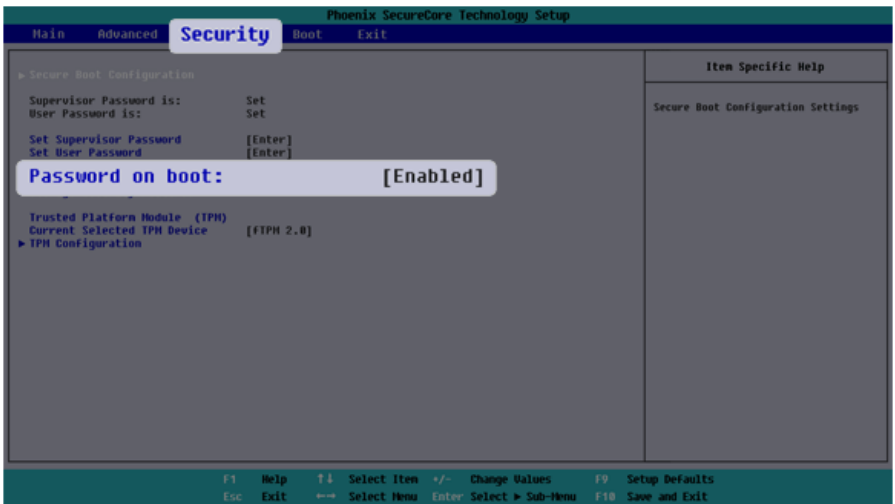 Phoenix SecureCore Technology Setup
Main Advanced Security Boot Exit
Item Specific Help
▶ Secure Boot Configuration
Supervisor Password is: Set
User Password is: Set
Secure Boot Configuration Settings
Set Supervisor Password [Enter]
Set User Password [Enter]
Password on boot: [Enabled]
Trusted Platform Module (TPM)
Current Selected TPM Device [fTPM 2.0]
▶ TPM Configuration
F1 Help ↑↓ Select Item +/- Change Values F9 Setup Defaults
Esc Exit ←→ Select Menu Enter Select ▶ Sub-Menu F10 Save and Exit